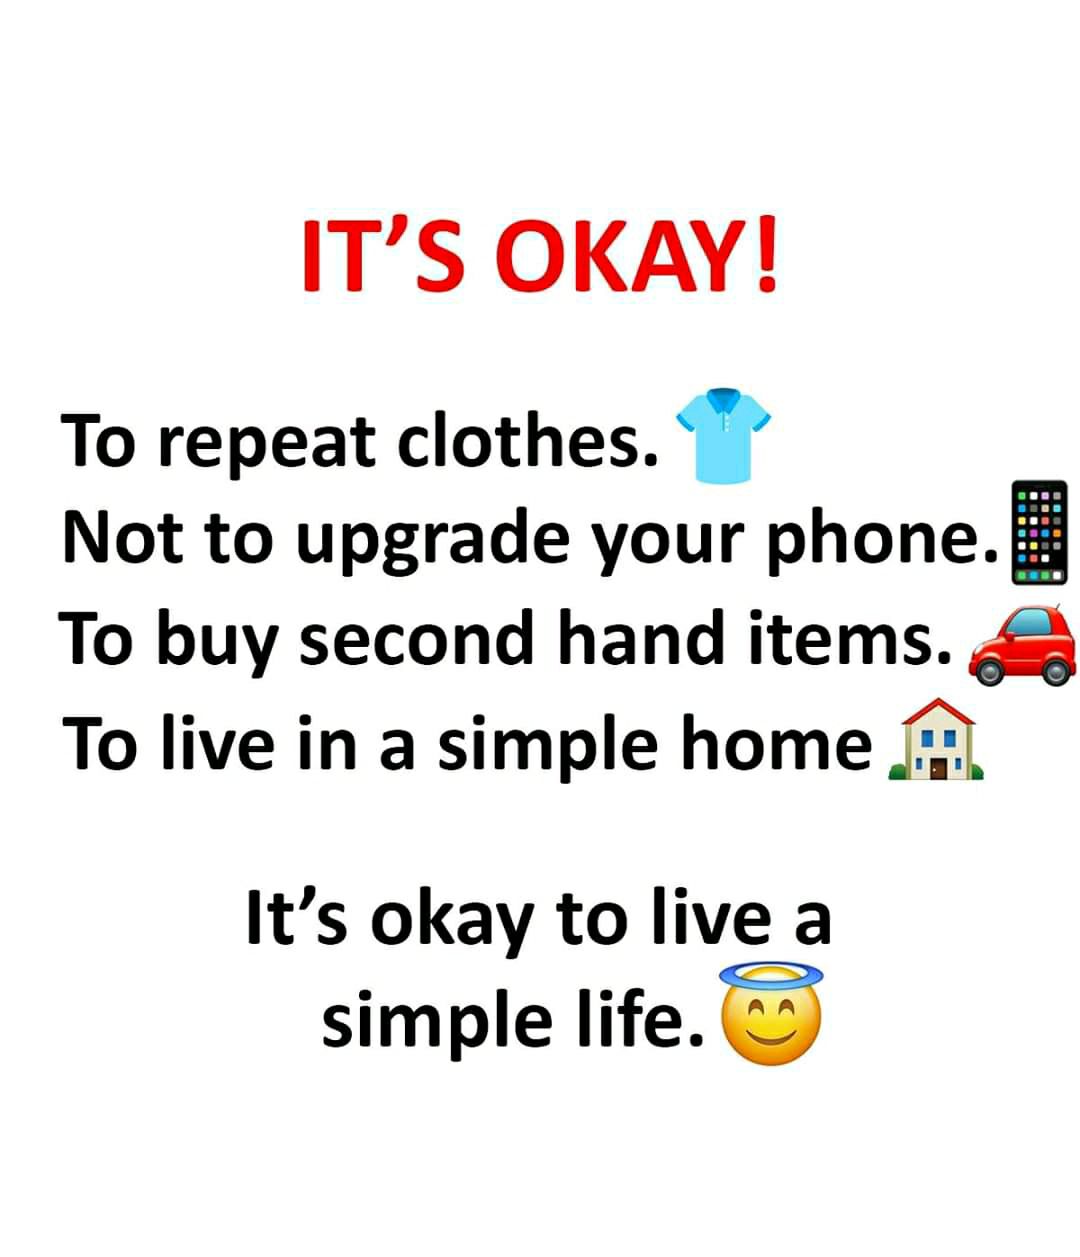 IT’S OKAY!
To repeat clothes.
Not to upgrade your phone.
To buy second hand items.
To live in a simple home
It’s okay to live a
simple life.